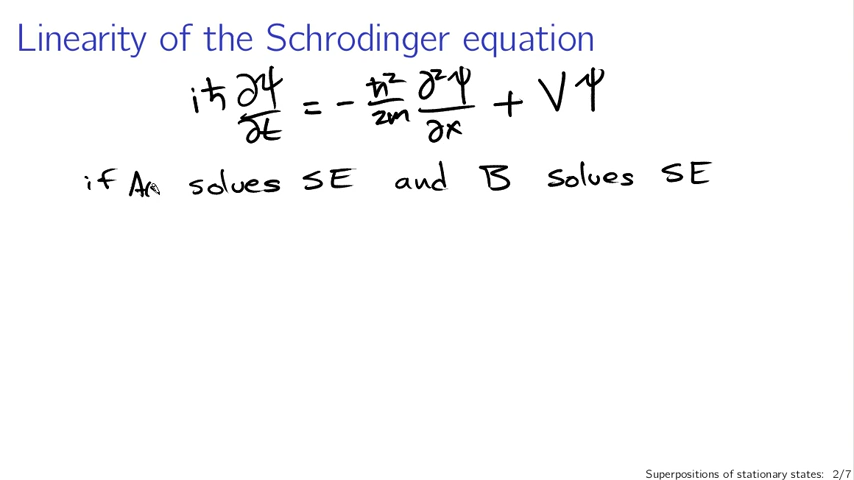 Linearity of the Schrodinger equation
iħ ∂Ψ/∂t = - ħ²/2m ∂²Ψ/∂x + VΨ
if A solves SE and B solves SE
Superpositions of stationary states: 2/7